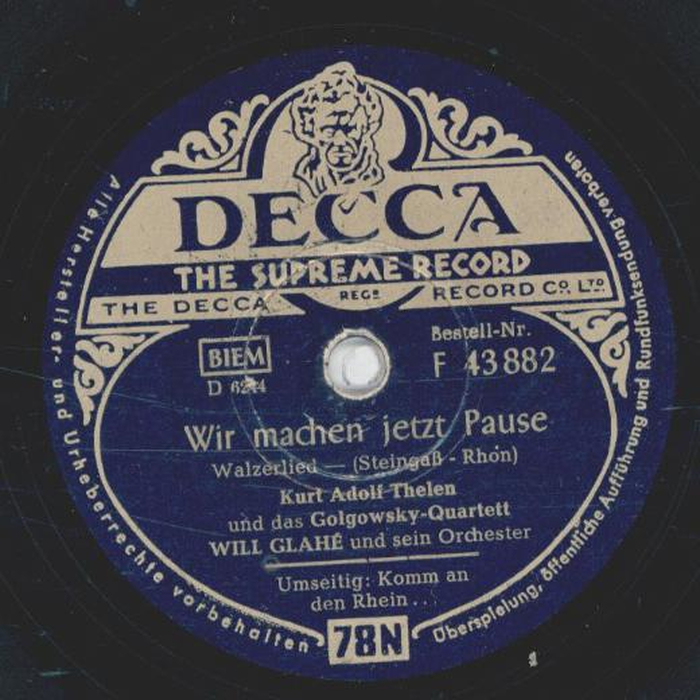 DECCA
THE SUPREME RECORD
THE DECCA REGD RECORD CO. LTD.
BIEM
D 6244
Bestell-Nr.
F 43882
Wir machen jetzt Pause
Walzerlied — (Steingaß - Rhon)
Kurt Adolf Thelen
und das Golgowsky-Quartett
WILL GLAHÉ und sein Orchester
Umseitig: Komm an
den Rhein...
78N
Alle Hersteller- und Urheberrechte vorbehalten
Überspielung, öffentliche Aufführung und Rundfunksendung verboten